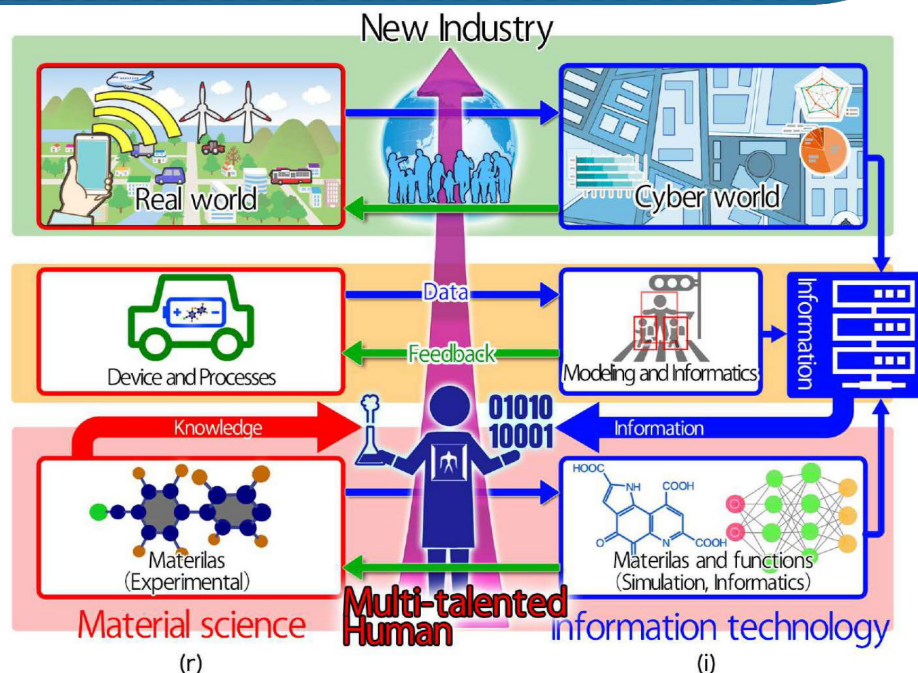 New Industry
Real world
Cyber world
Data
Feedback
Device and Processes
Modeling and Informatics
Information
Knowledge
01010
10001
Information
Materilas
(Experimental)
HOOC
NH
COOH
O
O
N
COOH
Materilas and functions
(Simulation, Informatics)
Material science
Multi-talented
Human
Information technology
(r)
(i)